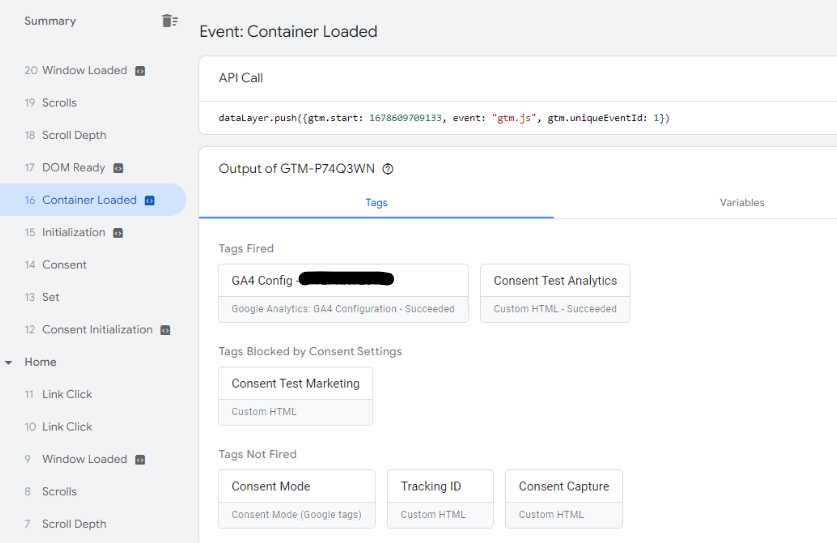 Summary
20 Window Loaded
19 Scrolls
18 Scroll Depth
17 DOM Ready
16 Container Loaded
15 Initialization
14 Consent
13 Set
12 Consent Initialization
Home
11 Link Click
10 Link Click
9 Window Loaded
8 Scrolls
7 Scroll Depth
Event: Container Loaded
API Call
dataLayer.push({gtm.start: 1678609709133, event: "gtm.js", gtm.uniqueEventId: 1})
Output of GTM-P74Q3WN
Tags Variables
Tags Fired
GA4 Config -
Google Analytics: GA4 Configuration - Succeeded
Consent Test Analytics
Custom HTML - Succeeded
Tags Blocked by Consent Settings
Consent Test Marketing
Custom HTML
Tags Not Fired
Consent Mode
Consent Mode (Google tags)
Tracking ID
Custom HTML
Consent Capture
Custom HTML